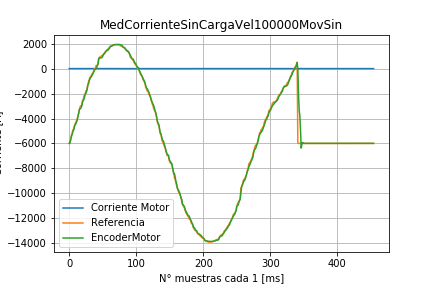 MedCorrienteSinCargaVel100000MovSin
2000
0
−2000
−4000
−6000
−8000
−10000
−12000
−14000
Corriente Motor
Referencia
EncoderMotor
0 100 200 300 400
N° muestras cada 1 [ms]